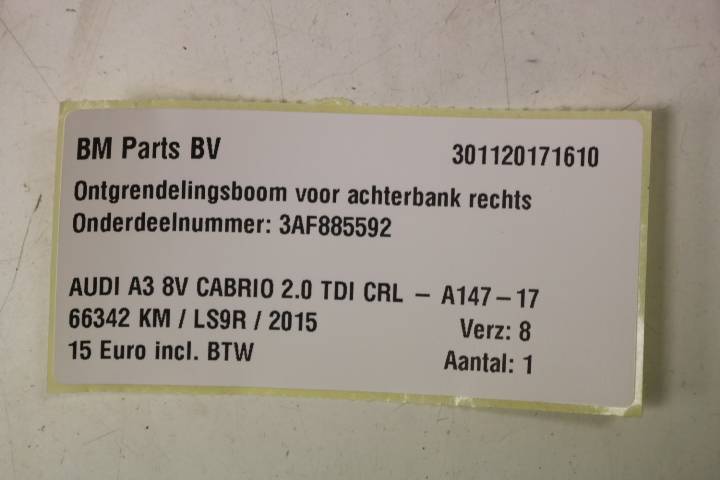 BM Parts BV 301120171610
Ontgrendelingsboom voor achterbank rechts
Onderdeelnummer: 3AF885592
AUDI A3 8V CABRIO 2.0 TDI CRL – A147–17
66342 KM / LS9R / 2015 Verz: 8
15 Euro incl. BTW Aantal: 1